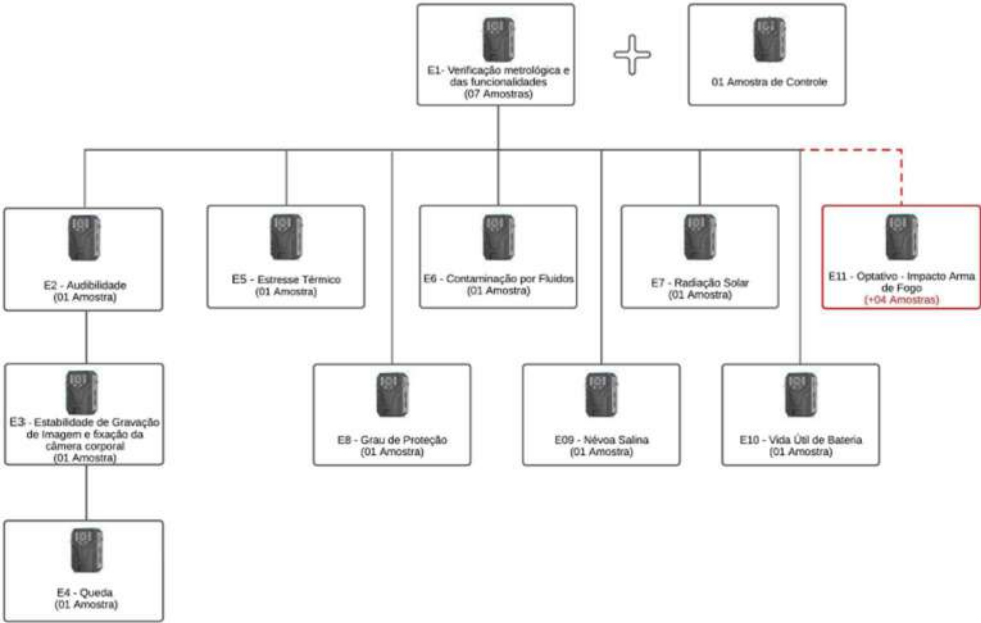 E1- Verificação metrológica e
das funcionalidades
(07 Amostras)
01 Amostra de Controle
E2 - Audibilidade
(01 Amostra)
E5 - Estresse Térmico
(01 Amostra)
E6 - Contaminação por Fluidos
(01 Amostra)
E7 - Radiação Solar
(01 Amostra)
E11 - Optativo - Impacto Arma
de Fogo
(+04 Amostras)
E3 - Estabilidade de Gravação
de Imagem e fixação da
câmera corporal
(01 Amostra)
E8 - Grau de Proteção
(01 Amostra)
E09 - Névoa Salina
(01 Amostra)
E10 - Vida Útil de Bateria
(01 Amostra)
E4 - Queda
(01 Amostra)